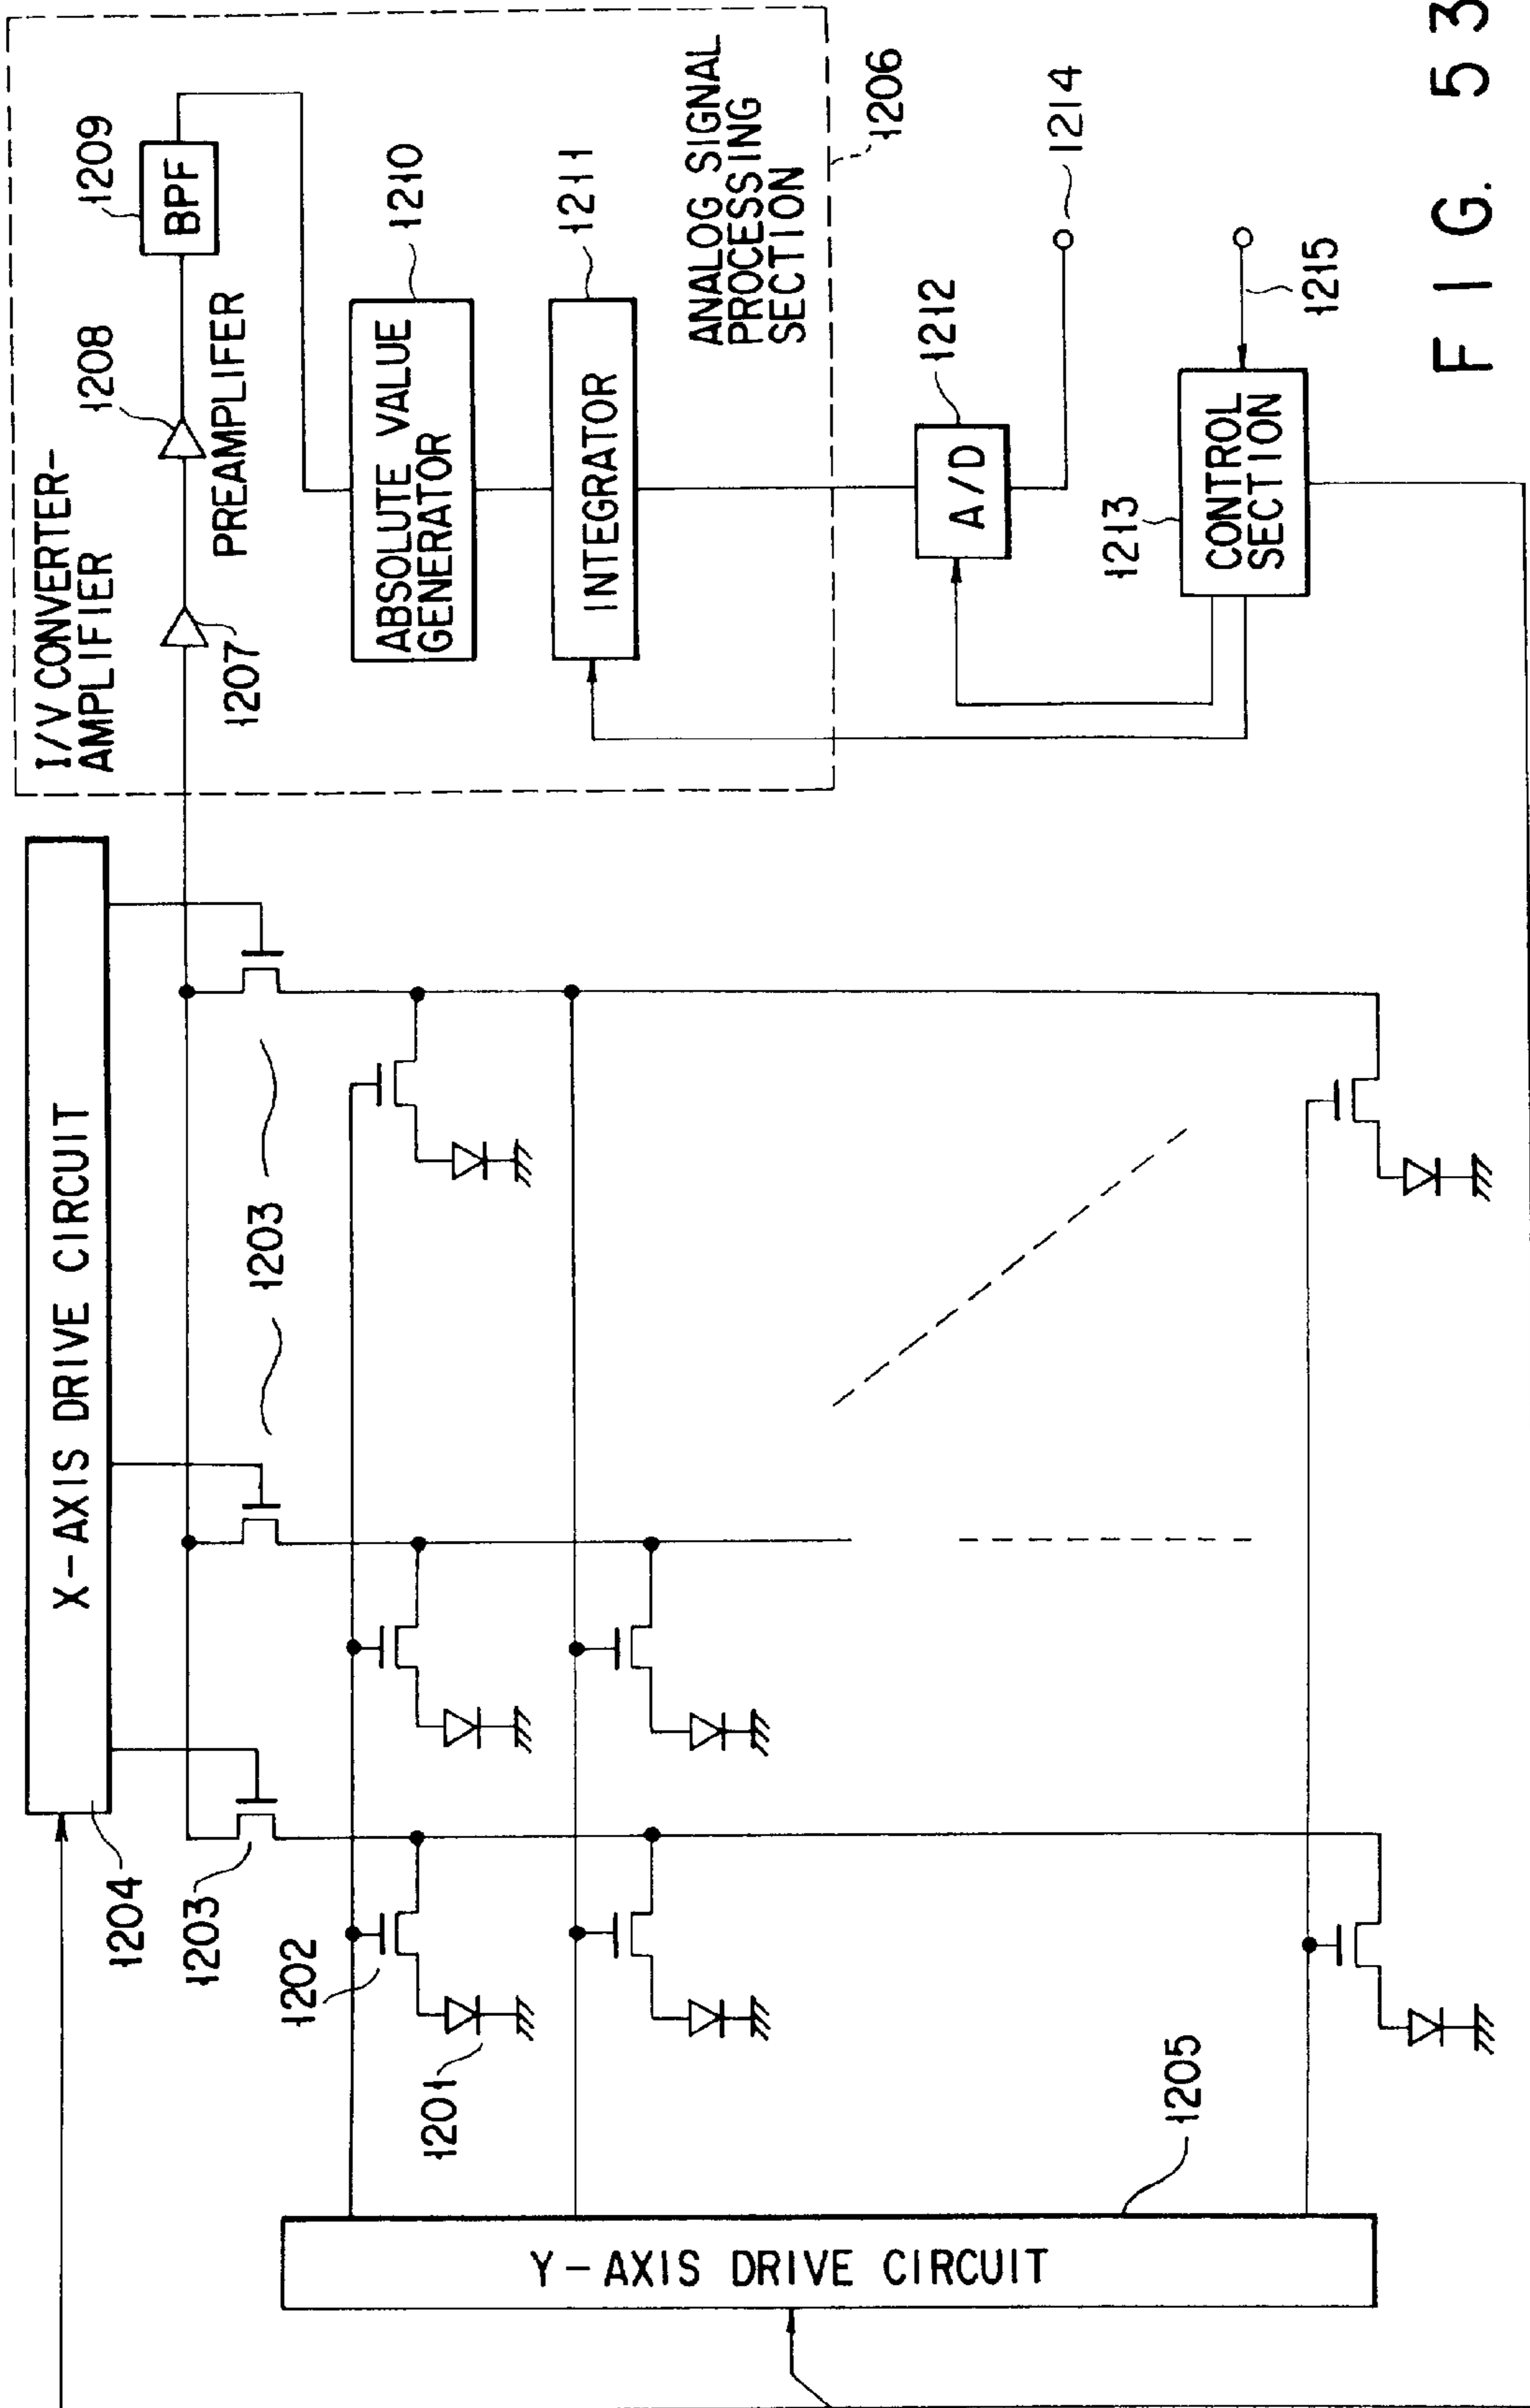 X-AXIS DRIVE CIRCUIT
1204
1203
1203
1202
1201
Y-AXIS DRIVE CIRCUIT
1205
I/V CONVERTER-
AMPLIFIER
1207
1208
PREAMPLIFER
1209
BPF
ABSOLUTE VALUE
GENERATOR
1210
INTEGRATOR
1211
ANALOG SIGNAL
PROCESSING
SECTION
1206
A/D
1212
1214
1213
CONTROL
SECTION
1215
FIG. 53